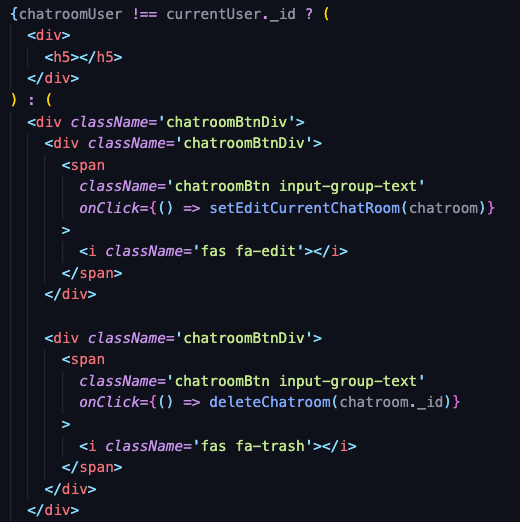 {chatroomUser !== currentUser._id ? (
  <div>
    <h5></h5>
  </div>
) : (
  <div className='chatroomBtnDiv'>
    <div className='chatroomBtnDiv'>
      <span
        className='chatroomBtn input-group-text'
        onClick={() => setEditCurrentChatRoom(chatroom)}
      >
        <i className='fas fa-edit'></i>
      </span>
    </div>

    <div className='chatroomBtnDiv'>
      <span
        className='chatroomBtn input-group-text'
        onClick={() => deleteChatroom(chatroom._id)}
      >
        <i className='fas fa-trash'></i>
      </span>
    </div>
  </div>